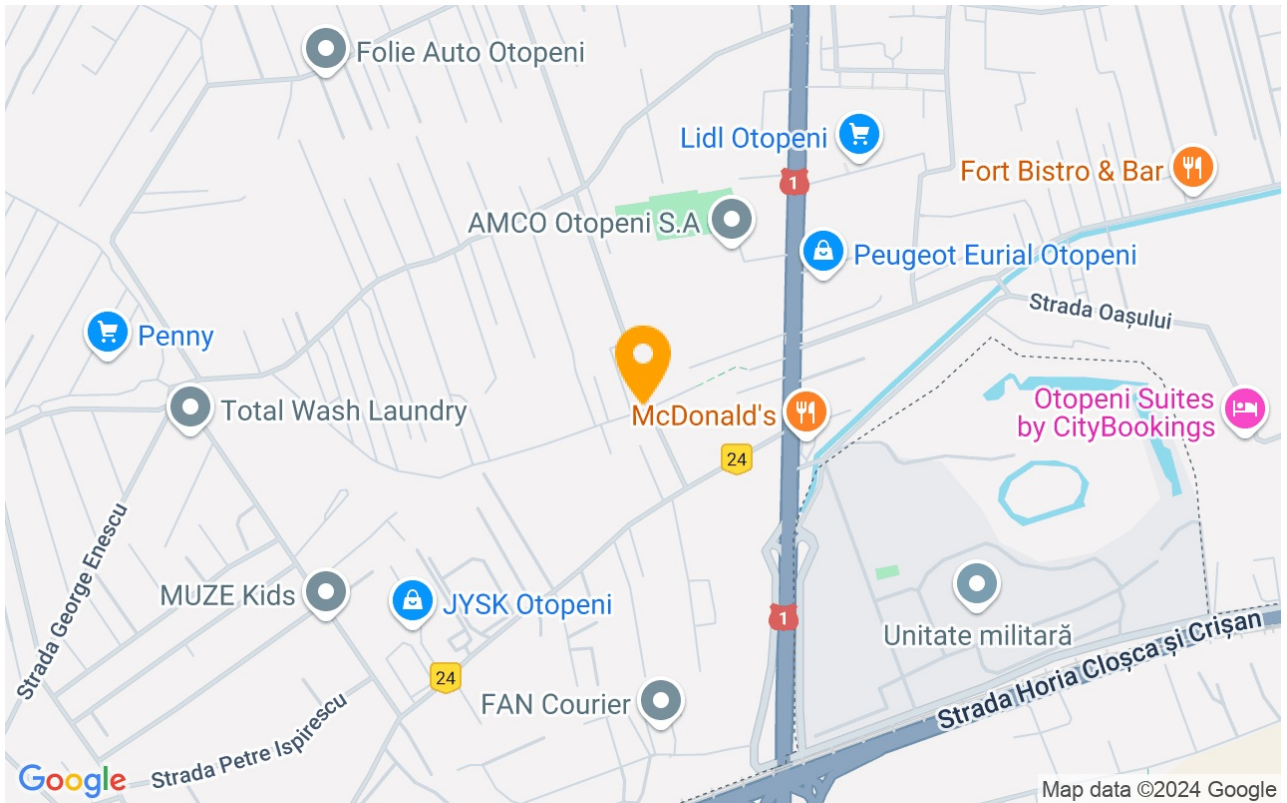 Folie Auto Otopeni
Lidl Otopeni
1
Fort Bistro & Bar
AMCO Otopeni S.A
Peugeot Eurial Otopeni
Strada Oașului
Penny
Total Wash Laundry
McDonald's
Otopeni Suites
by CityBookings
24
Strada George Enescu
MUZE Kids
JYSK Otopeni
1
Unitate militară
24
FAN Courier
Strada Horia Cloșca și Crișan
Strada Petre Ispirescu
Google
Map data ©2024 Google